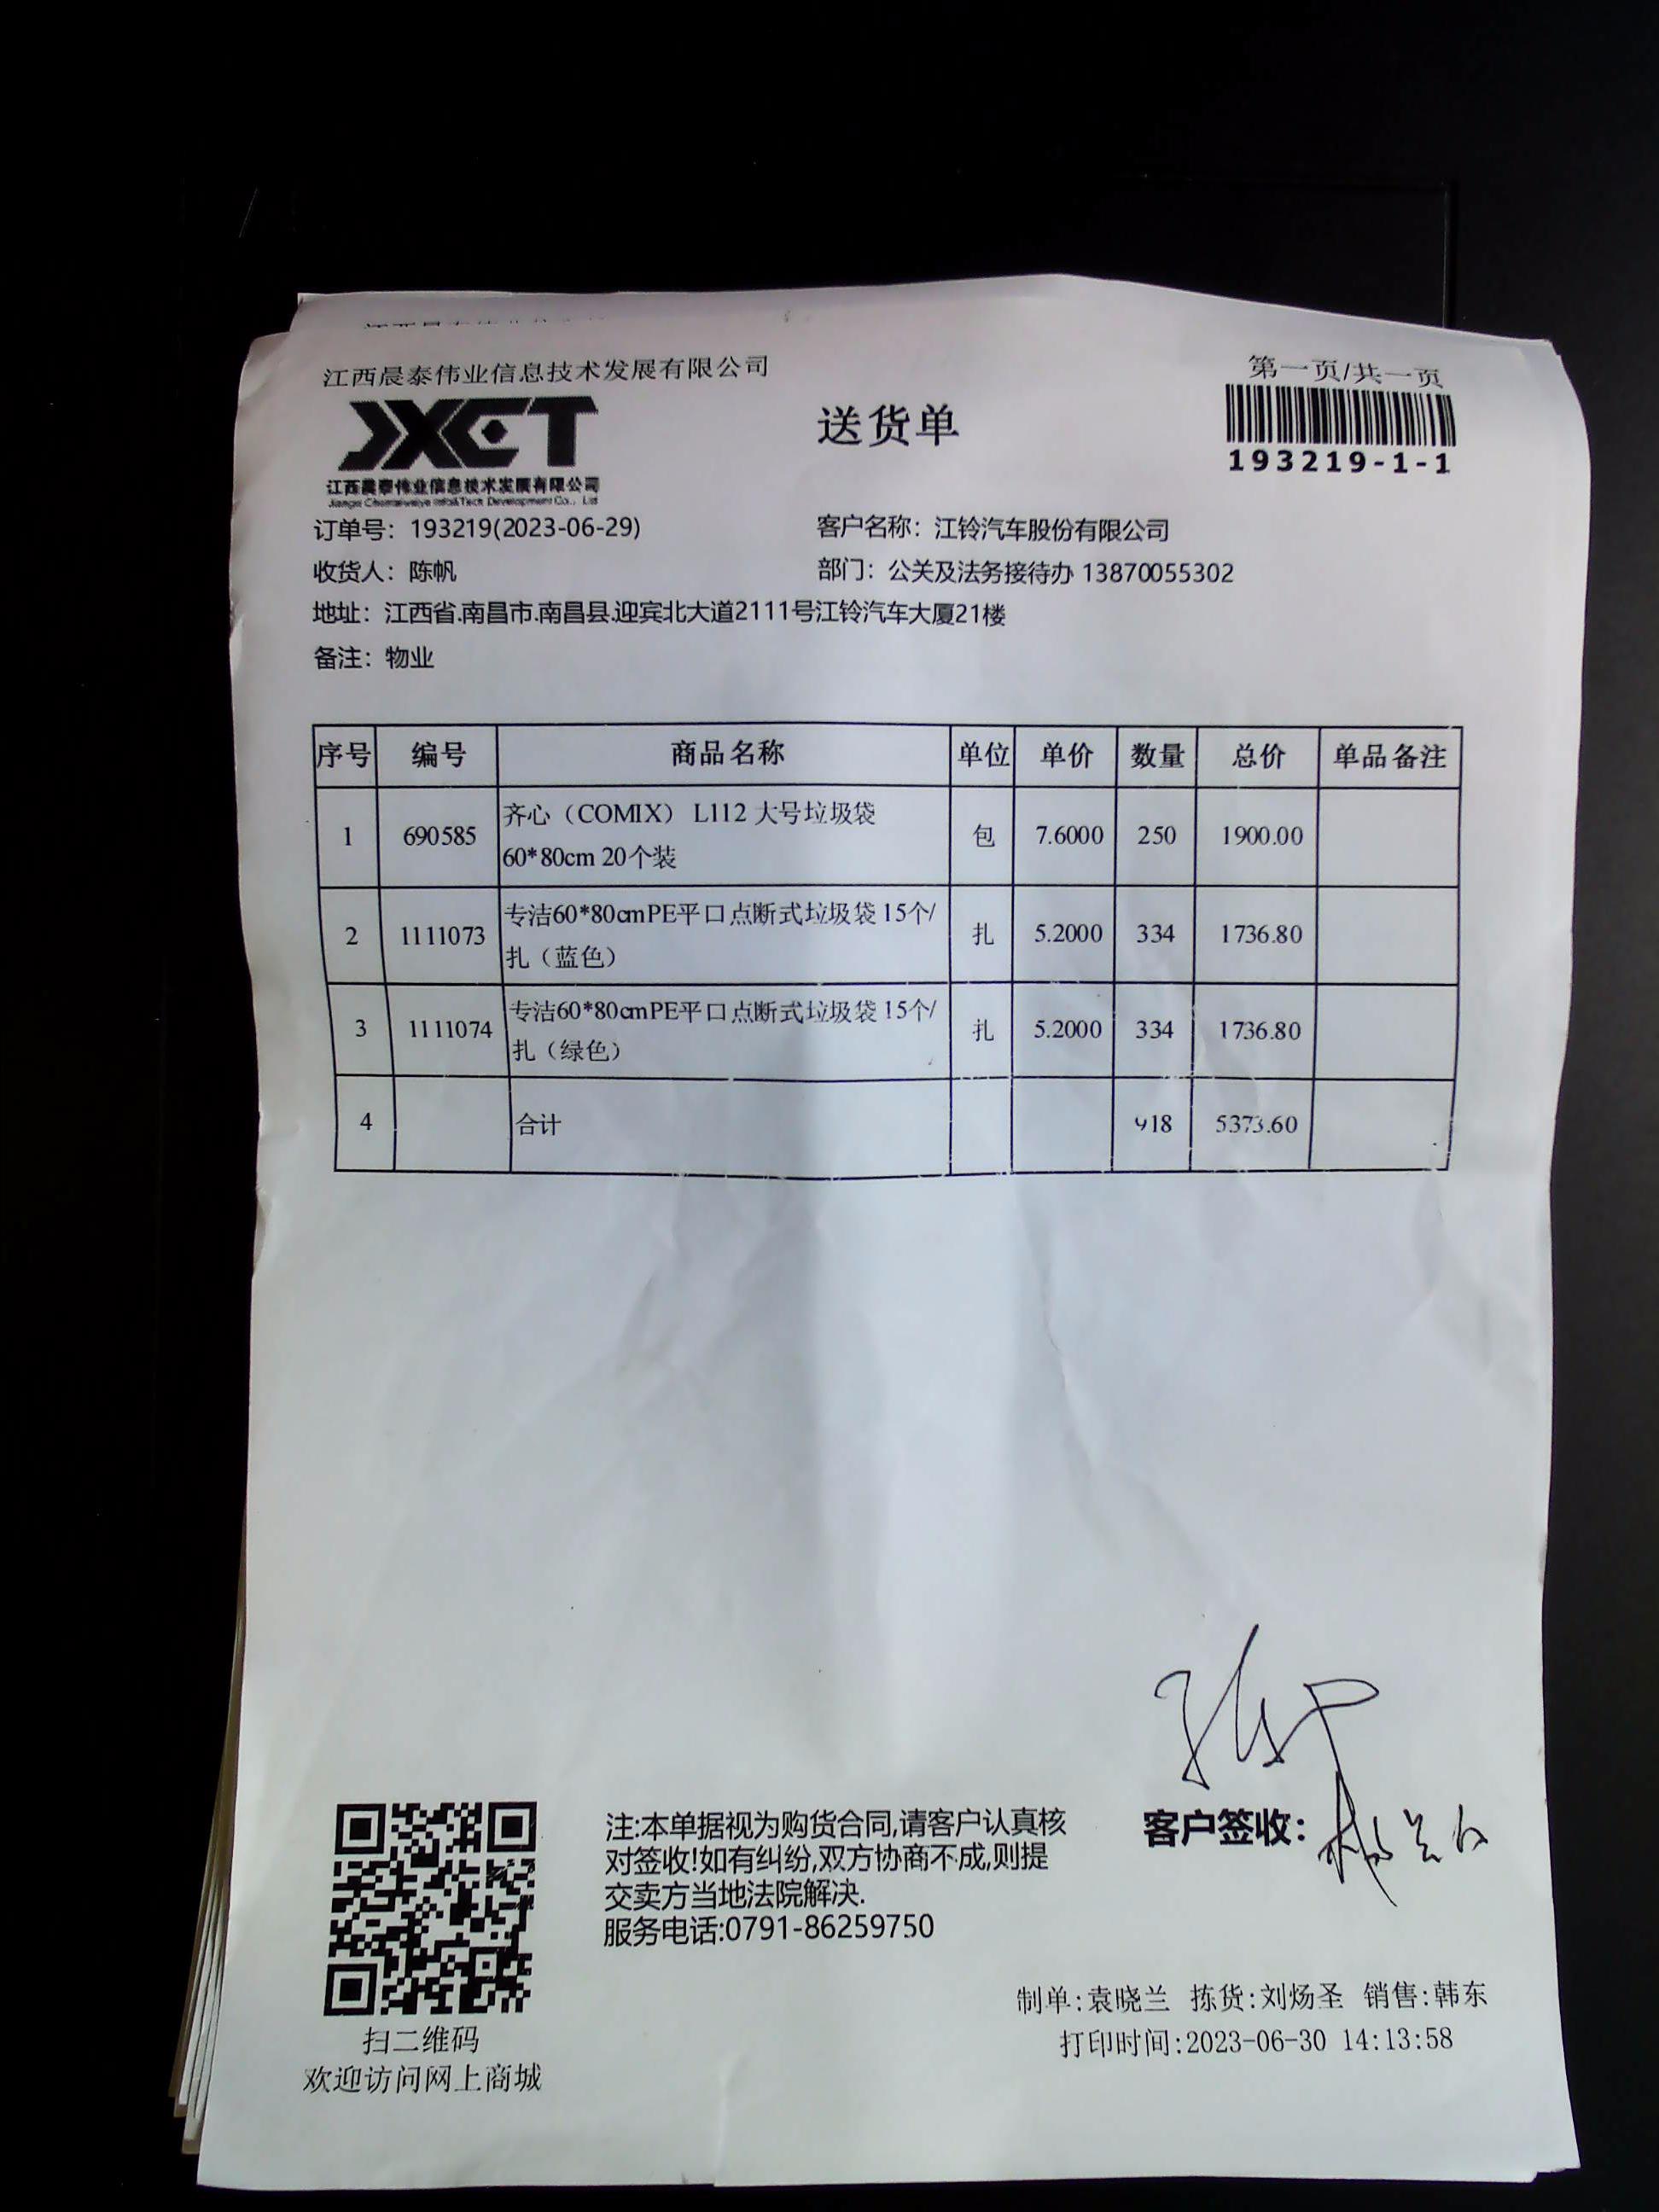 江西晨泰伟业信息技术发展有限公司
第一页/共一页
JXCT
送货单
193219-1-1
江西晨泰伟业信息技术发展有限公司
订单号：193219(2023-06-29)
客户名称：江铃汽车股份有限公司
收货人：陈帆
部门：公关及法务接待办 13870055302
地址：江西省.南昌市.南昌县.迎宾北大道2111号江铃汽车大厦21楼
备注：物业
序号 编号 商品名称 单位 单价 数量 总价 单品备注
1 690585 齐心（COMIX） L112 大号垃圾袋 包 7.6000 250 1900.00
60*80cm 20个装
2 1111073 专洁60*80cmPE平口点断式垃圾袋 15个/ 扎 5.2000 334 1736.80
扎（蓝色）
3 1111074 专洁60*80cmPE平口点断式垃圾袋 15个/ 扎 5.2000 334 1736.80
扎（绿色）
4 合计 918 5373.60
注:本单据视为购货合同,请客户认真核
对签收!如有纠纷,双方协商不成,则提
交卖方当地法院解决.
服务电话:0791-86259750
客户签收:
扫二维码
欢迎访问网上商城
制单:袁晓兰 拣货:刘炀圣 销售:韩东
打印时间:2023-06-30 14:13:58